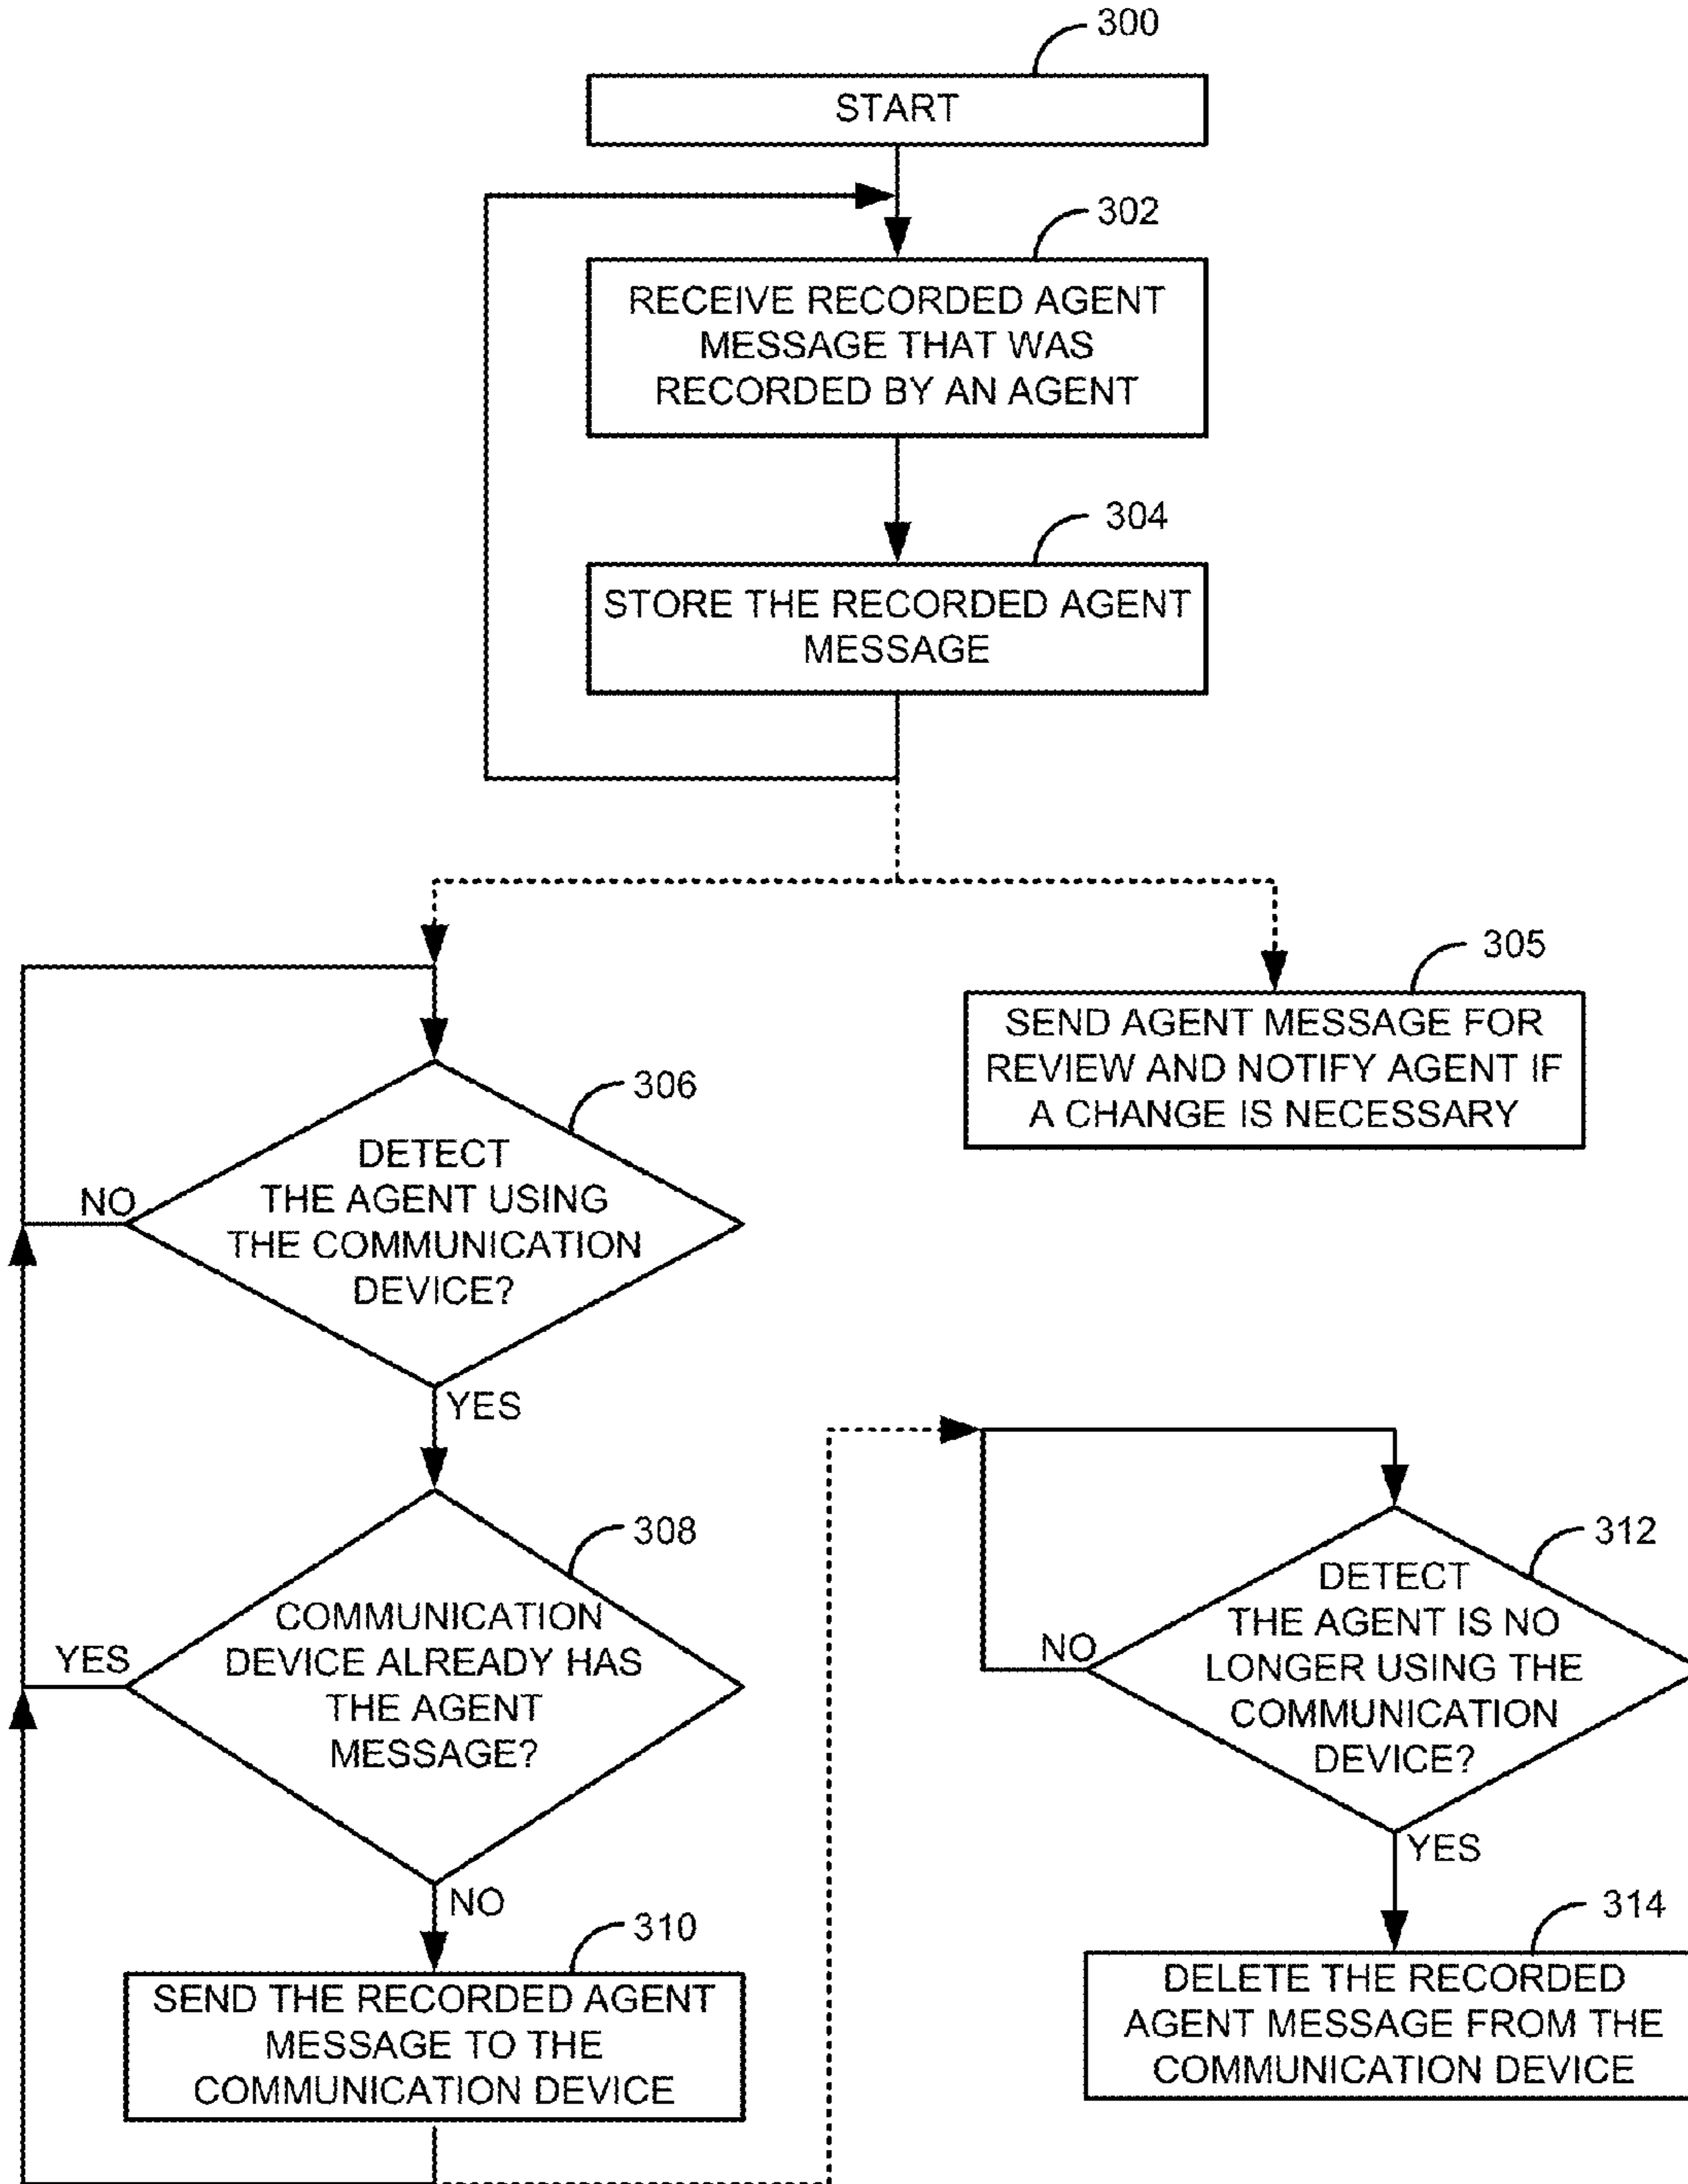 300
START
302
RECEIVE RECORDED AGENT
MESSAGE THAT WAS
RECORDED BY AN AGENT
304
STORE THE RECORDED AGENT
MESSAGE
305
SEND AGENT MESSAGE FOR
REVIEW AND NOTIFY AGENT IF
A CHANGE IS NECESSARY
306
DETECT
THE AGENT USING
THE COMMUNICATION
DEVICE?
NO
YES
308
COMMUNICATION
DEVICE ALREADY HAS
THE AGENT
MESSAGE?
YES
NO
310
SEND THE RECORDED AGENT
MESSAGE TO THE
COMMUNICATION DEVICE
312
DETECT
THE AGENT IS NO
LONGER USING THE
COMMUNICATION
DEVICE?
NO
YES
314
DELETE THE RECORDED
AGENT MESSAGE FROM THE
COMMUNICATION DEVICE